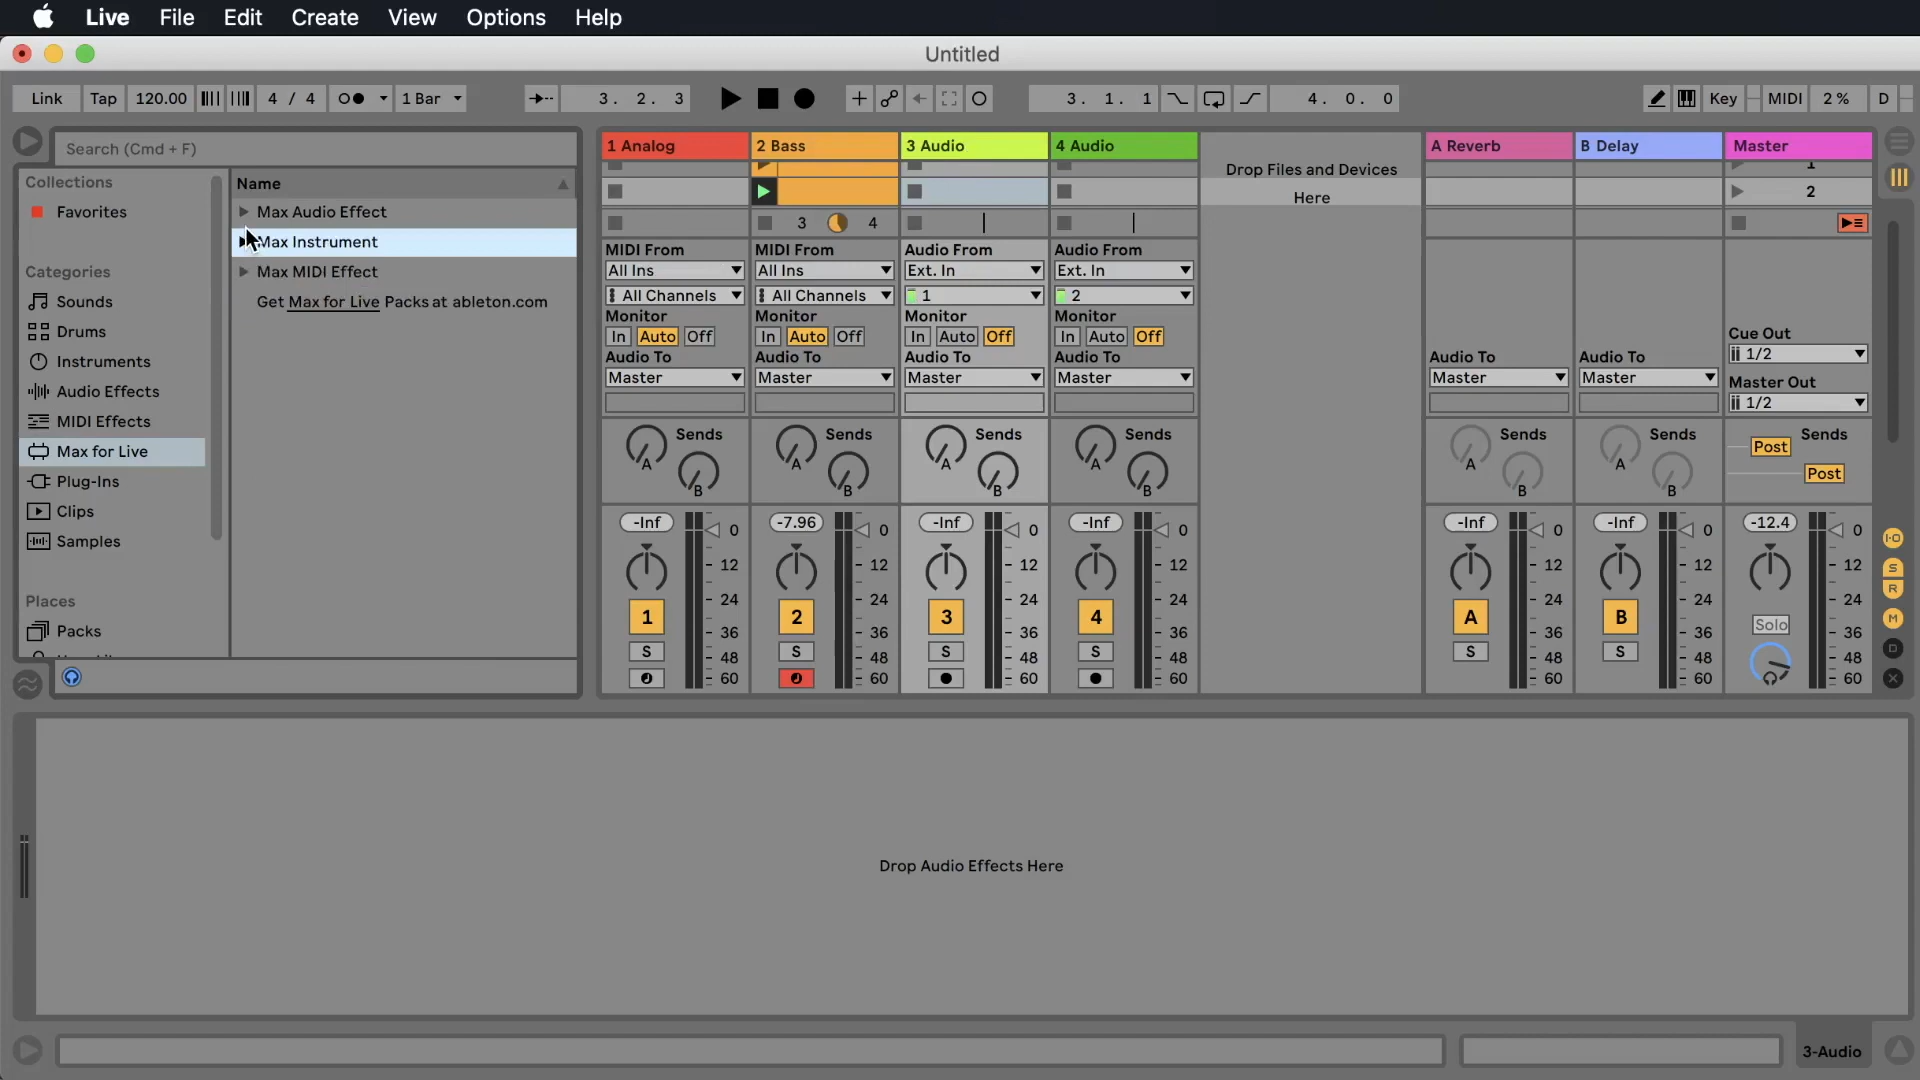 Live File Edit Create View Options Help
Untitled
Link Tap 120.00 4 / 4 1 Bar 3. 2. 3 3. 1. 1 4. 0. 0 Key MIDI 2% D
Search (Cmd + F)
Collections
Favorites
Categories
Sounds
Drums
Instruments
Audio Effects
MIDI Effects
Max for Live
Plug-Ins
Clips
Samples
Places
Packs
Name
Max Audio Effect
Max Instrument
Max MIDI Effect
Get Max for Live Packs at ableton.com
1 Analog 2 Bass 3 Audio 4 Audio A Reverb B Delay Master
Drop Files and Devices
Here
1
2
3 4
MIDI From MIDI From Audio From Audio From
All Ins All Ins Ext. In Ext. In
All Channels All Channels 1 2
Monitor Monitor Monitor Monitor
In Auto Off In Auto Off In Auto Off In Auto Off
Cue Out
1/2
Audio To Audio To Audio To Audio To Audio To Audio To
Master Master Master Master Master Master
Master Out
1/2
Sends Sends Sends Sends Sends Sends Sends
A A A A A A Post
B B B B B B Post
-Inf 0 -7.96 0 -Inf 0 -Inf 0 -Inf 0 -Inf 0 -12.4 0
12 12 12 12 12 12 12
24 24 24 24 24 24 24
1 2 3 4 A B Solo
36 36 36 36 36 36 36
S S S S S S
48 48 48 48 48 48 48
60 60 60 60 60 60 60
I·O
S
R
M
D
X
Drop Audio Effects Here
3-Audio